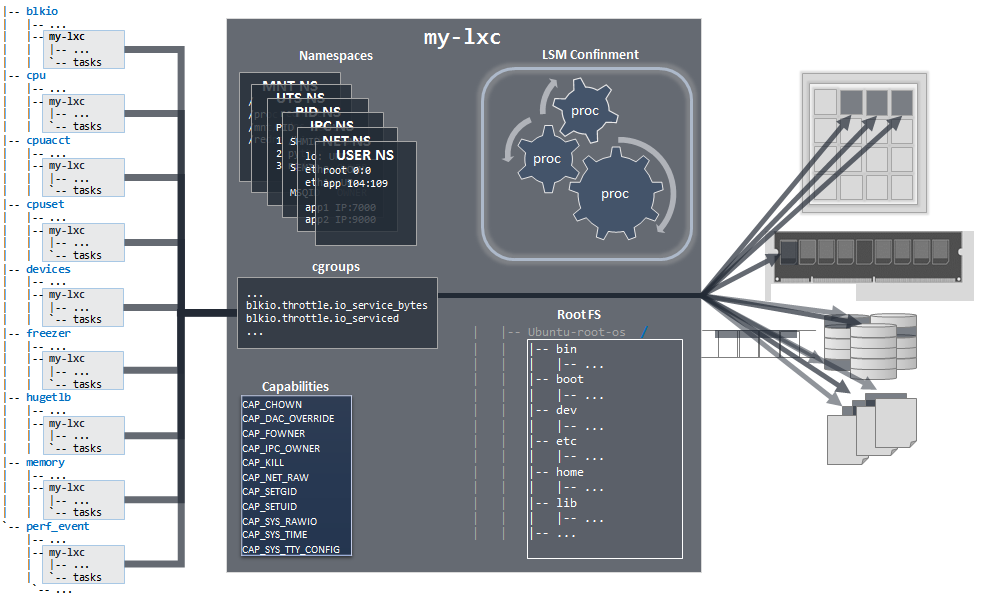 |-- blkio
|-- ...
|-- my-lxc
|-- ...
`-- tasks
|-- cpu
|-- ...
|-- my-lxc
|-- ...
`-- tasks
|-- cpuacct
|-- ...
|-- my-lxc
|-- ...
`-- tasks
|-- cpuset
|-- ...
|-- my-lxc
|-- ...
`-- tasks
|-- devices
|-- ...
|-- my-lxc
|-- ...
`-- tasks
|-- freezer
|-- ...
|-- my-lxc
|-- ...
`-- tasks
|-- hugetlb
|-- ...
|-- my-lxc
|-- ...
`-- tasks
|-- memory
|-- ...
|-- my-lxc
|-- ...
`-- tasks
`-- perf_event
|-- ...
|-- my-lxc
|-- ...
`-- tasks
`-- ...
my-lxc
Namespaces
MNT NS
UTS NS
PID NS
IPC NS
NET NS
USER NS
root 0:0
app 104:109
app1 IP:7000
app2 IP:9000
LSM Confinment
proc
proc
proc
cgroups
...
blkio.throttle.io_service_bytes
blkio.throttle.io_serviced
...
Capabilities
CAP_CHOWN
CAP_DAC_OVERRIDE
CAP_FOWNER
CAP_IPC_OWNER
CAP_KILL
CAP_NET_RAW
CAP_SETGID
CAP_SETUID
CAP_SYS_RAWIO
CAP_SYS_TIME
CAP_SYS_TTY_CONFIG
Root FS
|-- Ubuntu-root-os /
|-- bin
|-- ...
|-- boot
|-- ...
|-- dev
|-- ...
|-- etc
|-- ...
|-- home
|-- ...
|-- lib
|-- ...
|-- ...